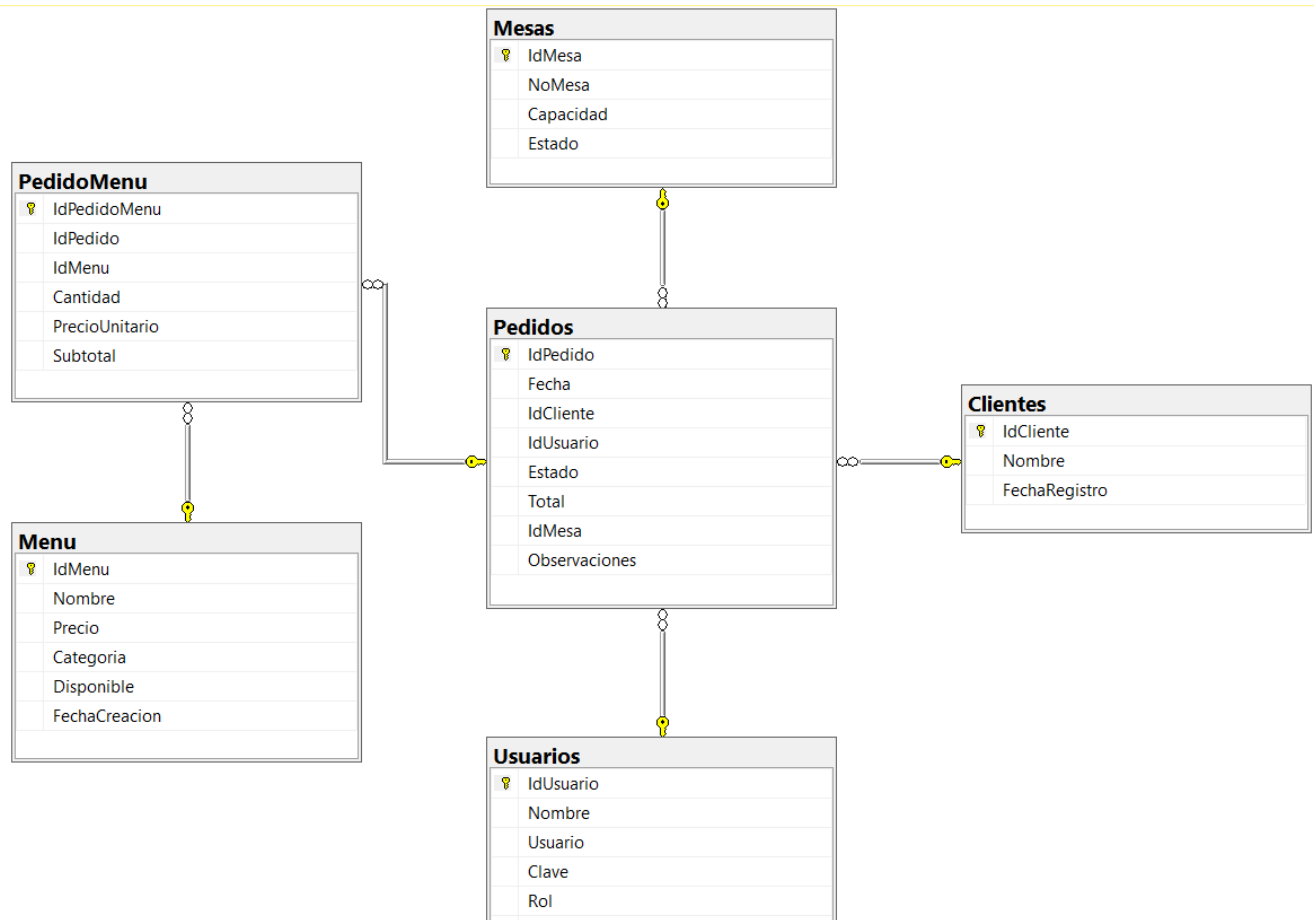 Mesas
IdMesa
NoMesa
Capacidad
Estado
PedidoMenu
IdPedidoMenu
IdPedido
IdMenu
Cantidad
PrecioUnitario
Subtotal
Pedidos
IdPedido
Fecha
IdCliente
IdUsuario
Estado
Total
IdMesa
Observaciones
Clientes
IdCliente
Nombre
FechaRegistro
Menu
IdMenu
Nombre
Precio
Categoria
Disponible
FechaCreacion
Usuarios
IdUsuario
Nombre
Usuario
Clave
Rol